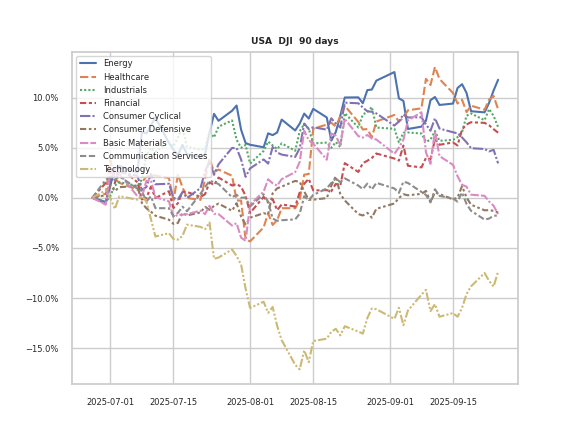 USA  DJI  90 days
Energy
Healthcare
Industrials
Financial
Consumer Cyclical
Consumer Defensive
Basic Materials
Communication Services
Technology
10.0%
5.0%
0.0%
−5.0%
−10.0%
−15.0%
2025-07-01
2025-07-15
2025-08-01
2025-08-15
2025-09-01
2025-09-15